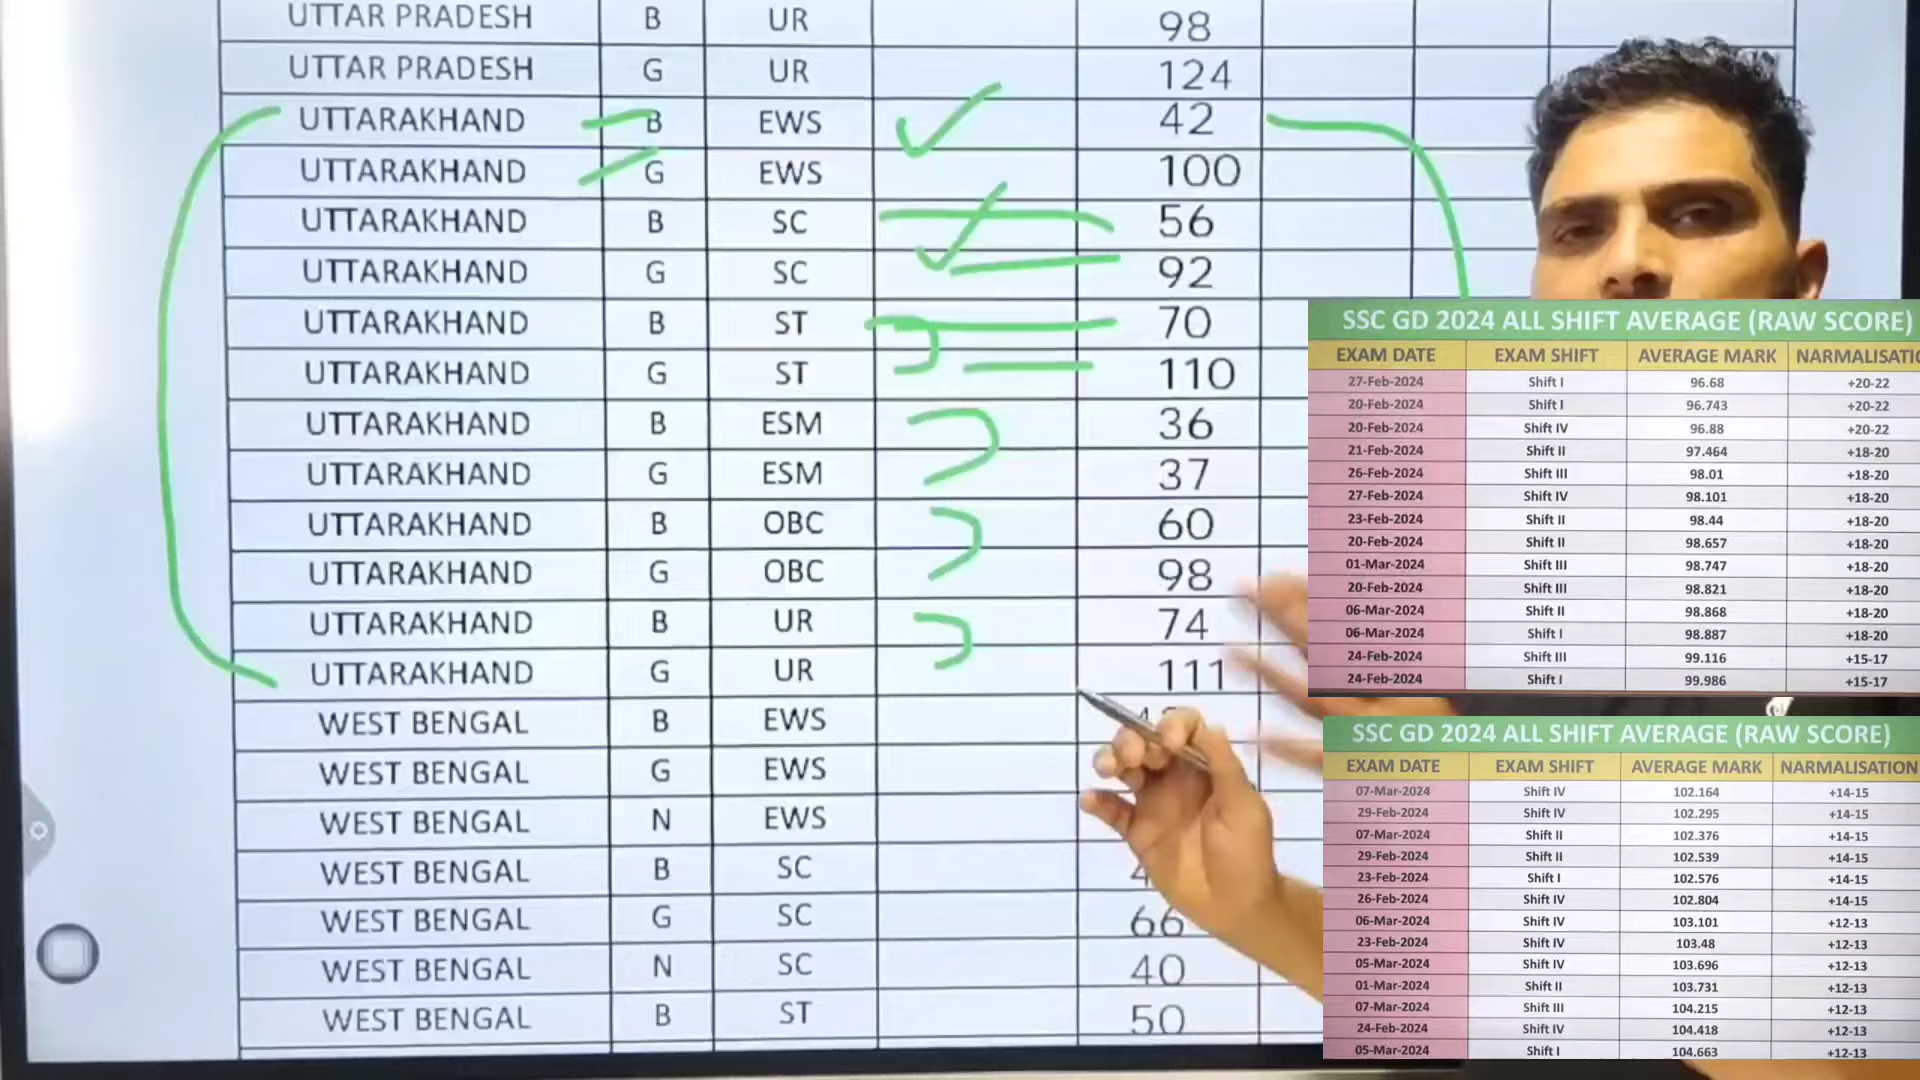 UTTAR PRADESH B UR 98
UTTAR PRADESH G UR 124
UTTARAKHAND B EWS 42
UTTARAKHAND G EWS 100
UTTARAKHAND B SC 56
UTTARAKHAND G SC 92
UTTARAKHAND B ST 70
UTTARAKHAND G ST 110
UTTARAKHAND B ESM 36
UTTARAKHAND G ESM 37
UTTARAKHAND B OBC 60
UTTARAKHAND G OBC 98
UTTARAKHAND B UR 74
UTTARAKHAND G UR 111
WEST BENGAL B EWS
WEST BENGAL G EWS
WEST BENGAL N EWS
WEST BENGAL B SC
WEST BENGAL G SC 66
WEST BENGAL N SC 40
WEST BENGAL B ST 50
SSC GD 2024 ALL SHIFT AVERAGE (RAW SCORE)
EXAM DATE EXAM SHIFT AVERAGE MARK NARMALISATIO
27-Feb-2024 Shift I 96.68 +20-22
20-Feb-2024 Shift I 96.743 +20-22
20-Feb-2024 Shift IV 96.88 +20-22
21-Feb-2024 Shift II 97.464 +18-20
26-Feb-2024 Shift III 98.01 +18-20
27-Feb-2024 Shift IV 98.101 +18-20
23-Feb-2024 Shift II 98.44 +18-20
20-Feb-2024 Shift II 98.657 +18-20
01-Mar-2024 Shift III 98.747 +18-20
20-Feb-2024 Shift III 98.821 +18-20
06-Mar-2024 Shift II 98.868 +18-20
06-Mar-2024 Shift I 98.887 +18-20
24-Feb-2024 Shift III 99.116 +15-17
24-Feb-2024 Shift I 99.986 +15-17
SSC GD 2024 ALL SHIFT AVERAGE (RAW SCORE)
EXAM DATE EXAM SHIFT AVERAGE MARK NARMALISATION
07-Mar-2024 Shift IV 102.164 +14-15
29-Feb-2024 Shift IV 102.295 +14-15
07-Mar-2024 Shift II 102.376 +14-15
29-Feb-2024 Shift II 102.539 +14-15
23-Feb-2024 Shift I 102.576 +14-15
26-Feb-2024 Shift IV 102.804 +14-15
06-Mar-2024 Shift IV 103.101 +12-13
23-Feb-2024 Shift IV 103.48 +12-13
05-Mar-2024 Shift IV 103.696 +12-13
01-Mar-2024 Shift II 103.731 +12-13
07-Mar-2024 Shift III 104.215 +12-13
24-Feb-2024 Shift IV 104.418 +12-13
05-Mar-2024 Shift I 104.663 +12-13